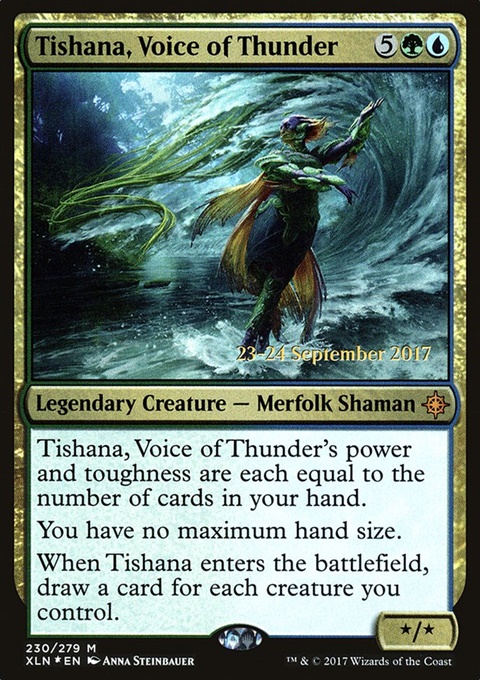 Tishana, Voice of Thunder 5
23-24 September 2017
Legendary Creature — Merfolk Shaman
Tishana, Voice of Thunder's power
and toughness are each equal to the
number of cards in your hand.
You have no maximum hand size.
When Tishana enters the battlefield,
draw a card for each creature you
control.
*/*
230/279 M
XLN ★ EN Anna Steinbauer
™ & © 2017 Wizards of the Coast